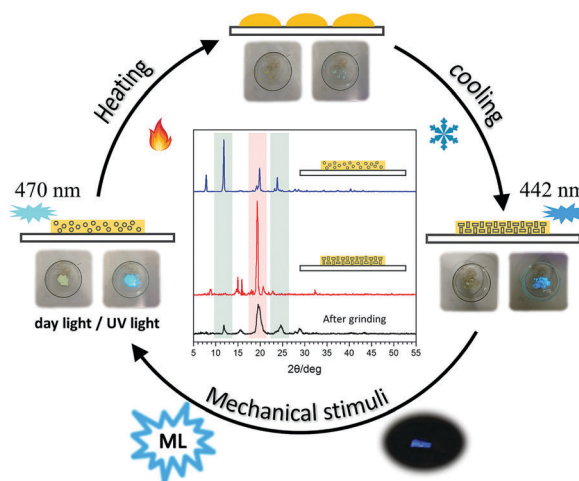 Heating
cooling
470 nm
442 nm
day light / UV light
After grinding
5 10 15 20 25 30 35 40 45 50 55
2θ/deg
Mechanical stimuli
ML